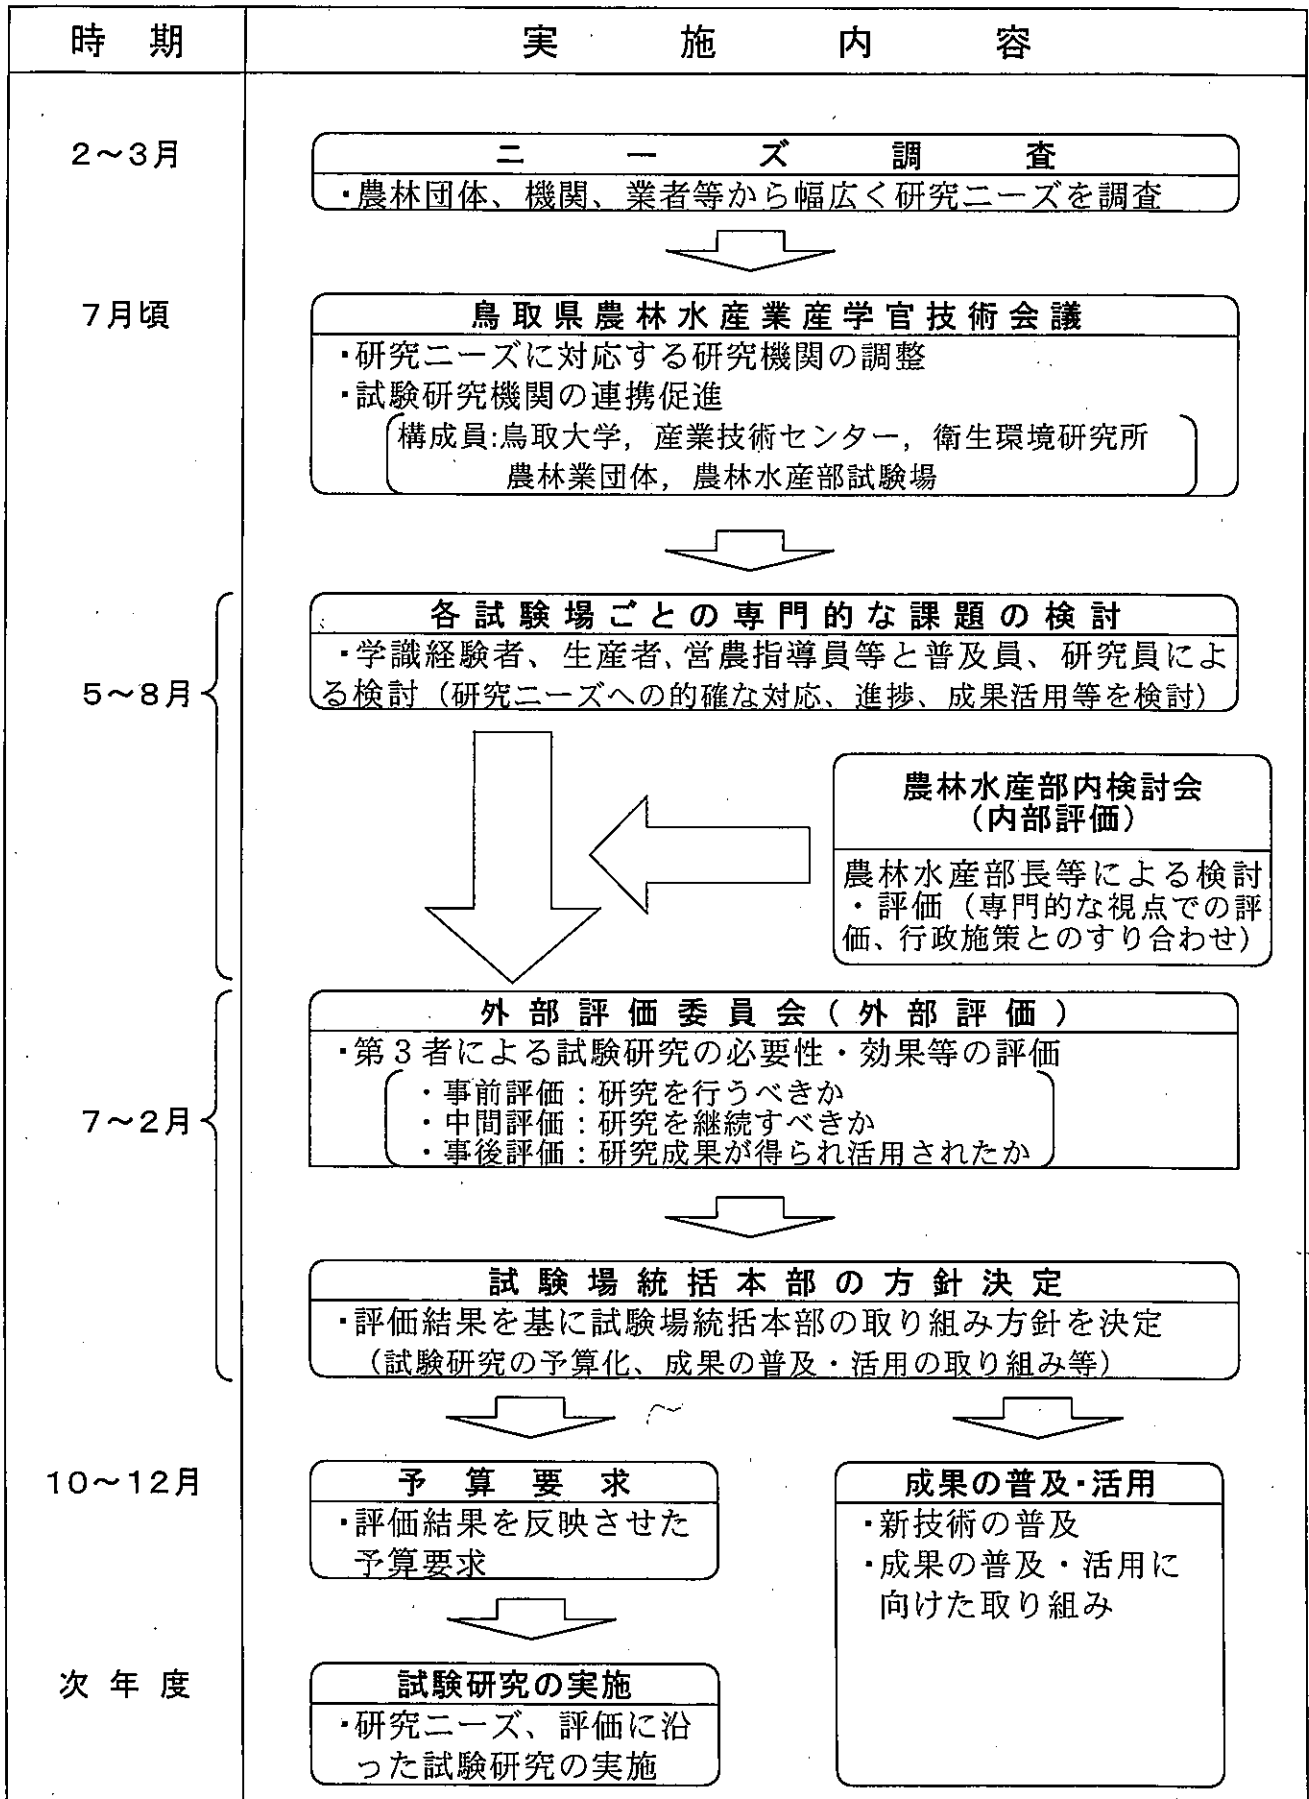 時期
実施内容
2～3月
ニーズ調査
・農林団体、機関、業者等から幅広く研究ニーズを調査
7月頃
鳥取県農林水産業産学官技術会議
・研究ニーズに対応する研究機関の調整
・試験研究機関の連携促進
構成員:鳥取大学，産業技術センター，衛生環境研究所
農林業団体，農林水産部試験場
5～8月
各試験場ごとの専門的な課題の検討
・学識経験者、生産者、営農指導員等と普及員、研究員によ
る検討（研究ニーズへの的確な対応、進捗、成果活用等を検討）
農林水産部内検討会
（内部評価）
農林水産部長等による検討
・評価（専門的な視点での評
価、行政施策とのすり合わせ）
7～2月
外部評価委員会（外部評価）
・第3者による試験研究の必要性・効果等の評価
・事前評価：研究を行うべきか
・中間評価：研究を継続すべきか
・事後評価：研究成果が得られ活用されたか
試験場統括本部の方針決定
・評価結果を基に試験場統括本部の取り組み方針を決定
（試験研究の予算化、成果の普及・活用の取り組み等）
10～12月
予算要求
・評価結果を反映させた
予算要求
成果の普及・活用
・新技術の普及
・成果の普及・活用に
向けた取り組み
次年度
試験研究の実施
・研究ニーズ、評価に沿
った試験研究の実施